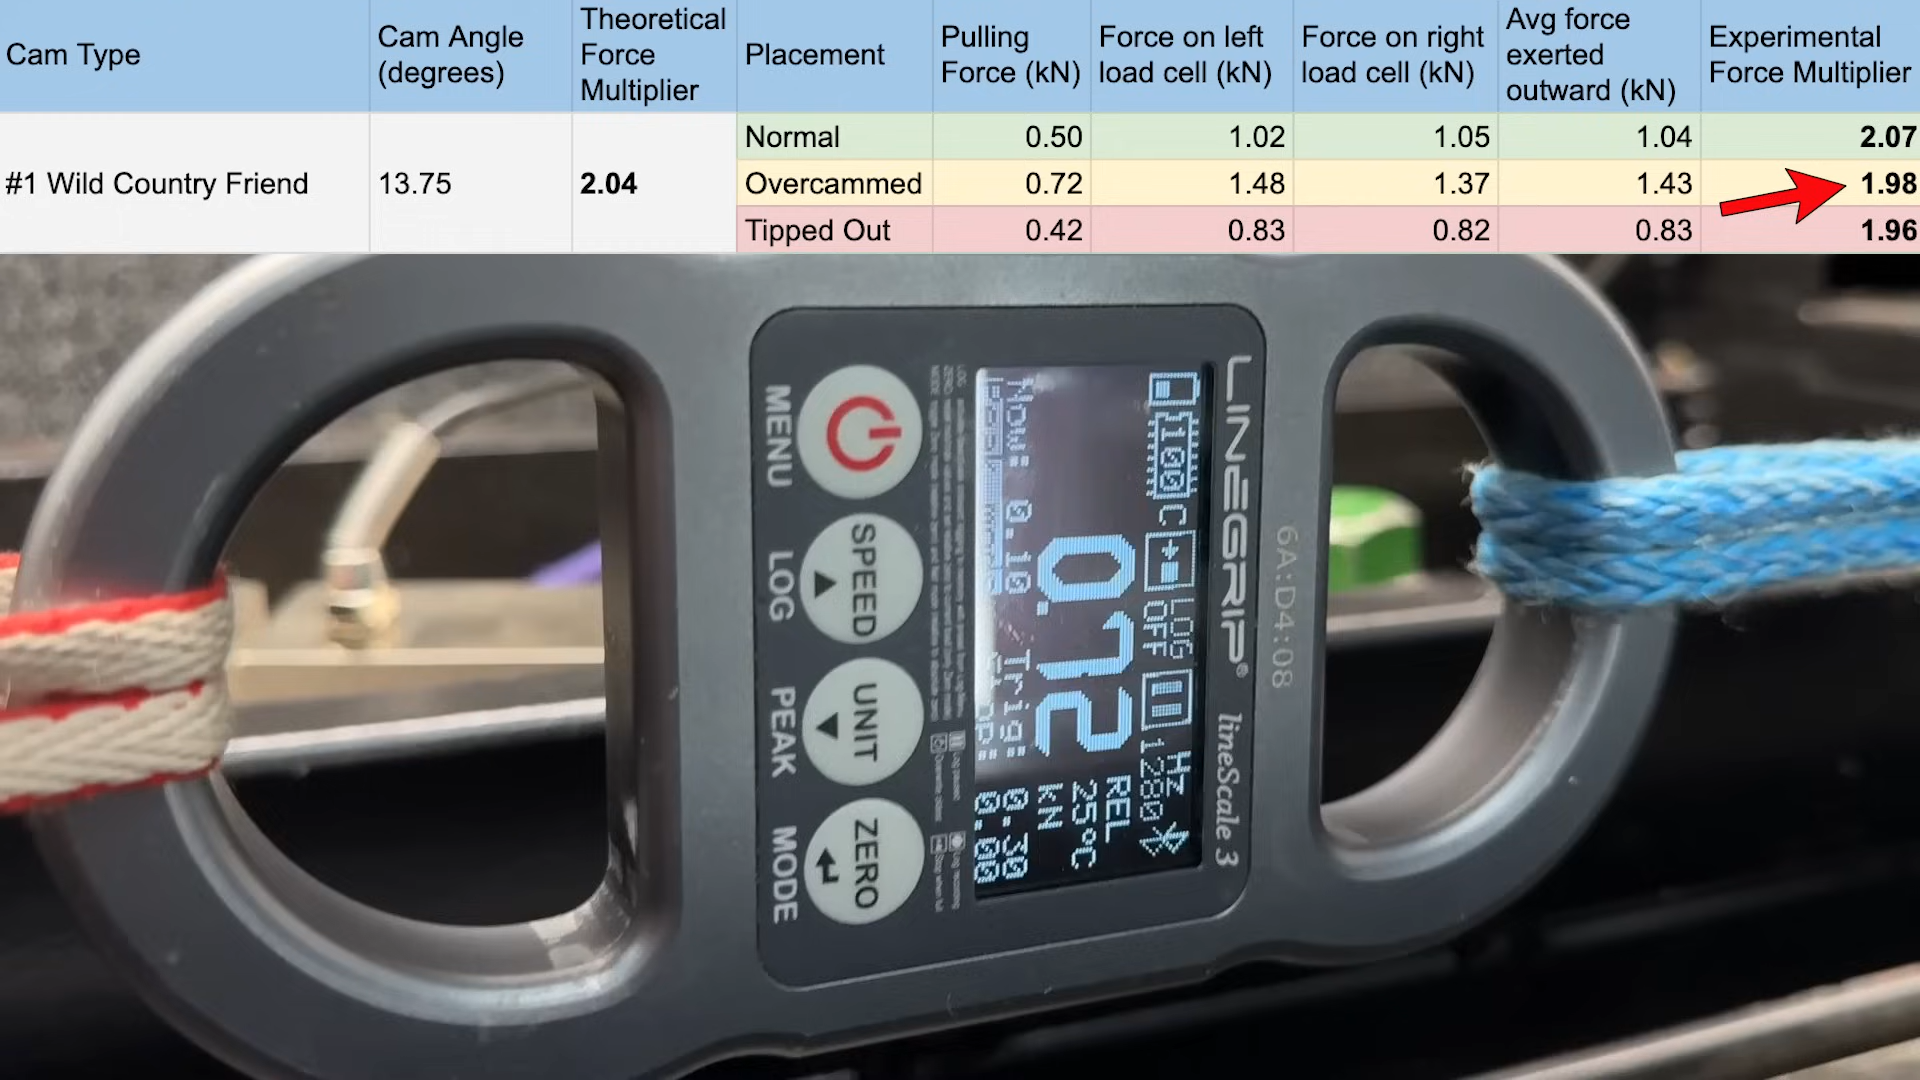 Cam Type
Cam Angle (degrees)
Theoretical Force Multiplier
Placement
Pulling Force (kN)
Force on left load cell (kN)
Force on right load cell (kN)
Avg force exerted outward (kN)
Experimental Force Multiplier
#1 Wild Country Friend
13.75
2.04
Normal
0.50
1.02
1.05
1.04
2.07
Overcammed
0.72
1.48
1.37
1.43
1.98
Tipped Out
0.42
0.83
0.82
0.83
1.96
LINEGRIP® lineScale 3
6A:D4:08
100C LOG OFF 1280 HZ
0.72
REL
25°C
kN
0.10 Trig: 0.30
0.00
SPEED
UNIT
ZERO
MENU
LOG
PEAK
MODE